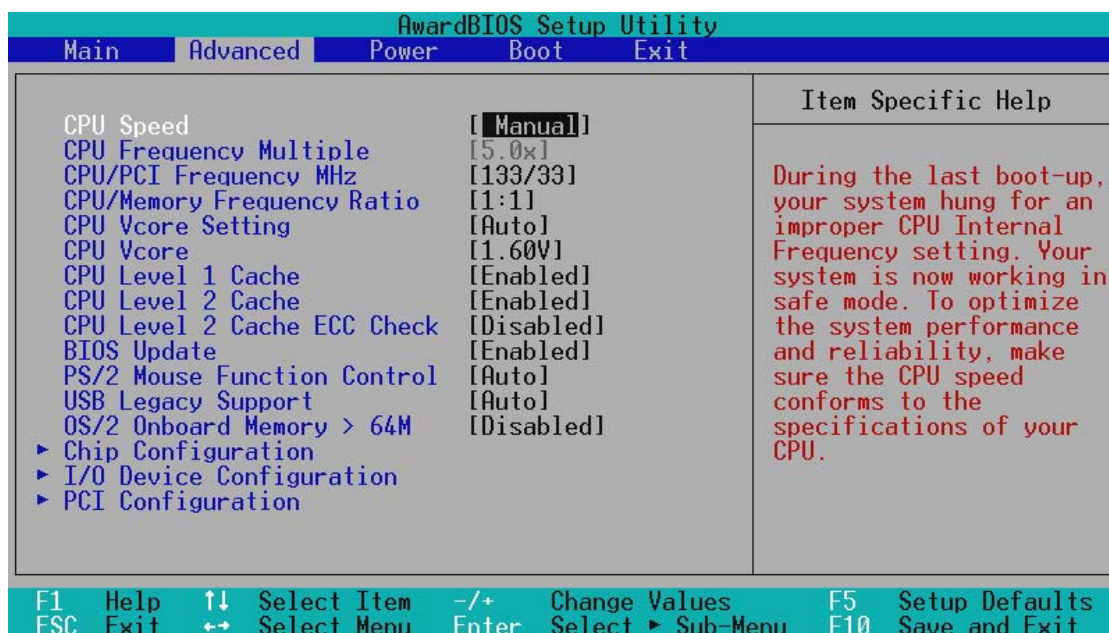 AwardBIOS Setup Utility
Main Advanced Power Boot Exit
CPU Speed [ Manual]
CPU Frequency Multiple [5.0x]
CPU/PCI Frequency MHz [133/33]
CPU/Memory Frequency Ratio [1:1]
CPU Vcore Setting [Auto]
CPU Vcore [1.60V]
CPU Level 1 Cache [Enabled]
CPU Level 2 Cache [Enabled]
CPU Level 2 Cache ECC Check [Disabled]
BIOS Update [Enabled]
PS/2 Mouse Function Control [Auto]
USB Legacy Support [Auto]
OS/2 Onboard Memory > 64M [Disabled]
► Chip Configuration
► I/O Device Configuration
► PCI Configuration
Item Specific Help
During the last boot-up,
your system hung for an
improper CPU Internal
Frequency setting. Your
system is now working in
safe mode. To optimize
the system performance
and reliability, make
sure the CPU speed
conforms to the
specifications of your
CPU.
F1 Help ↑↓ Select Item -/+ Change Values F5 Setup Defaults
ESC Exit ←→ Select Menu Enter Select ► Sub-Menu F10 Save and Exit